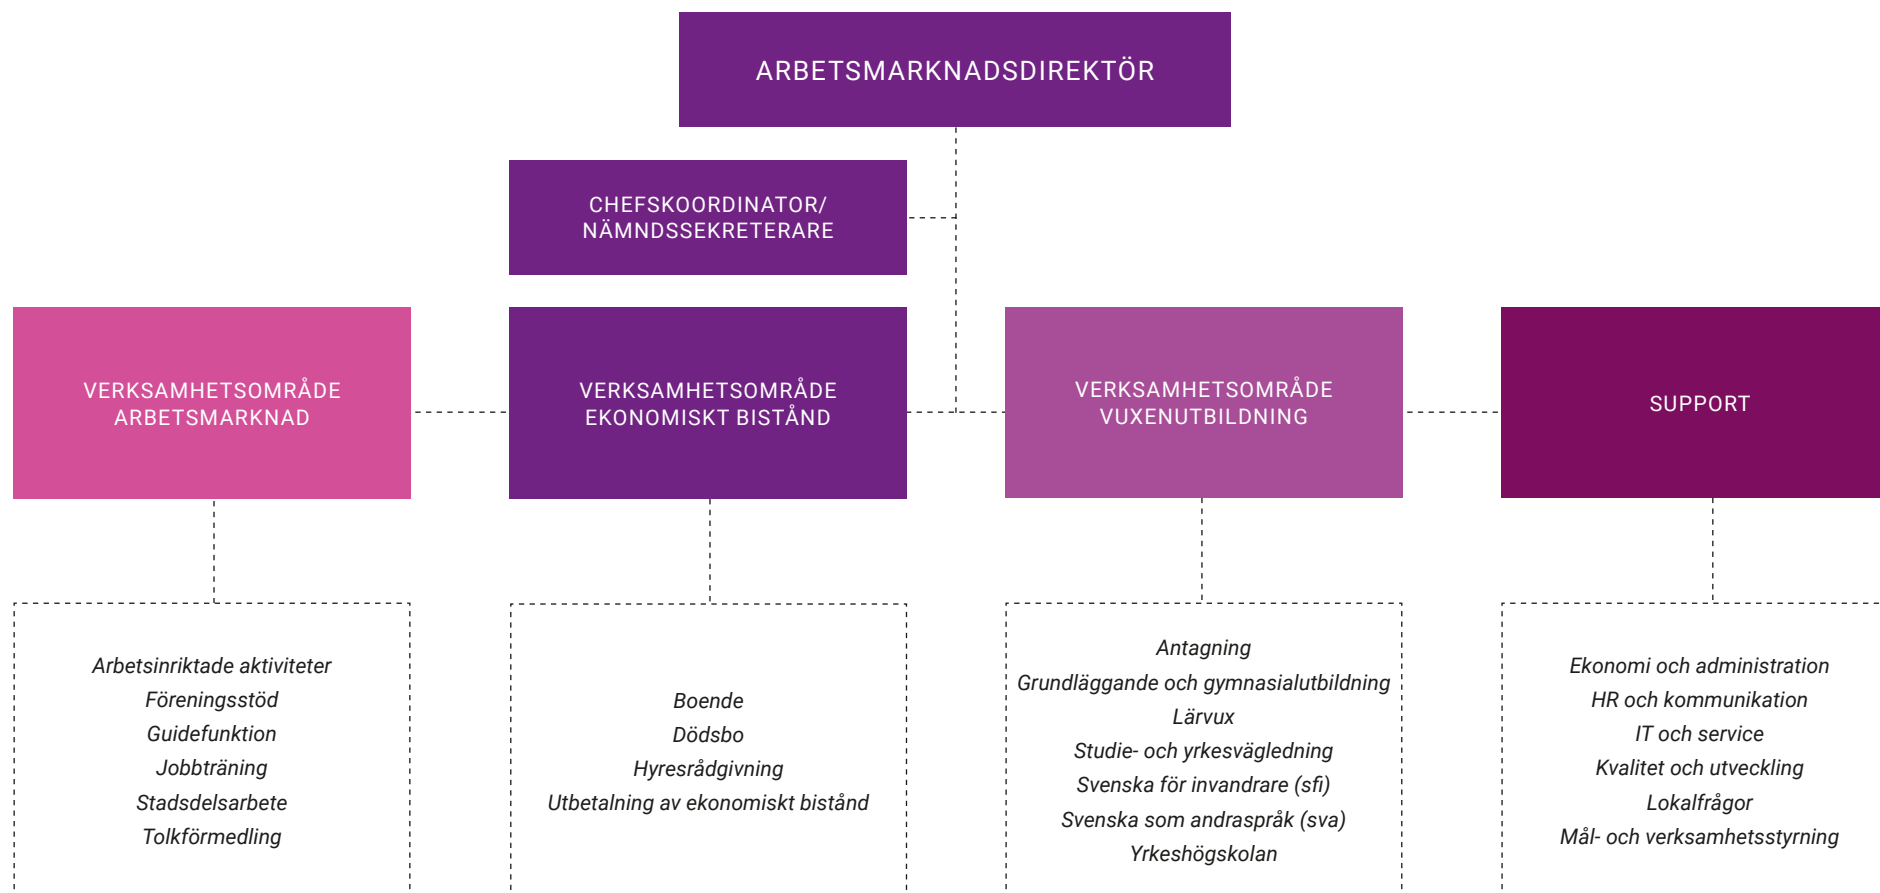 ARBETSMARKNADSDIREKTÖR
CHEFSKOORDINATOR/
NÄMNDSSEKRETERARE
VERKSAMHETSOMRÅDE
ARBETSMARKNAD
VERKSAMHETSOMRÅDE
EKONOMISKT BISTÅND
VERKSAMHETSOMRÅDE
VUXENUTBILDNING
SUPPORT
Arbetsinriktade aktiviteter
Föreningsstöd
Guidefunktion
Jobbträning
Stadsdelsarbete
Tolkförmedling
Boende
Dödsbo
Hyresrådgivning
Utbetalning av ekonomiskt bistånd
Antagning
Grundläggande och gymnasialutbildning
Lärvux
Studie- och yrkesvägledning
Svenska för invandrare (sfi)
Svenska som andraspråk (sva)
Yrkeshögskolan
Ekonomi och administration
HR och kommunikation
IT och service
Kvalitet och utveckling
Lokalfrågor
Mål- och verksamhetsstyrning